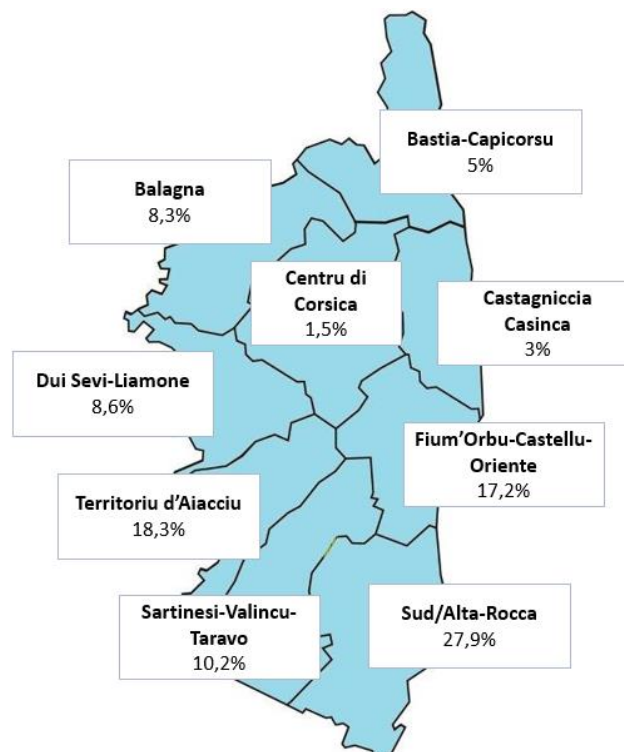 Bastia-Capicorsu
5%
Balagna
8,3%
Centru di
Corsica
1,5%
Castagniccia
Casinca
3%
Dui Sevi-Liamone
8,6%
Fium’Orbu-Castellu-
Oriente
17,2%
Territoriu d’Aiacciu
18,3%
Sartinesi-Valincu-
Taravo
10,2%
Sud/Alta-Rocca
27,9%